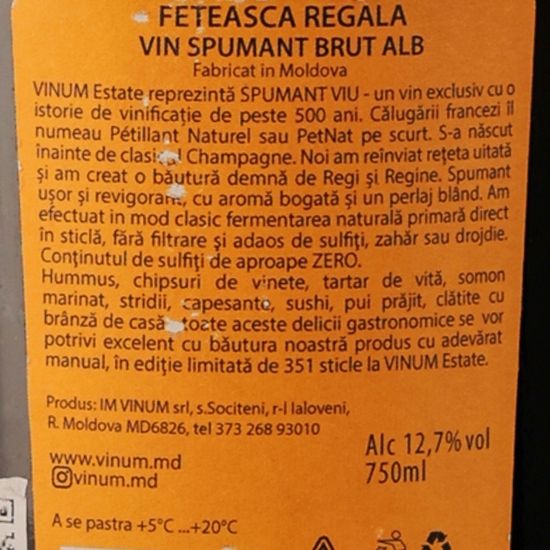 FETEASCA REGALA
VIN SPUMANT BRUT ALB
Fabricat in Moldova
VINUM Estate reprezintă SPUMANT VIU - un vin exclusiv cu o
istorie de vinificație de peste 500 ani. Călugării francezi îl
numeau Pétillant Naturel sau PetNat pe scurt. S-a născut
înainte de clasicul Champagne. Noi am reînviat rețeta uitată
și am creat o băutură demnă de Regi și Regine. Spumant
ușor și revigorant, cu aromă bogată și un perlaj blând. Am
efectuat in mod clasic fermentarea naturală primară direct
în sticlă, fără filtrare și adaos de sulfiți, zahăr sau drojdie.
Conținutul de sulfiți de aproape ZERO.
Hummus, chipsuri de vinete, tartar de vită, somon
marinat, stridii, capesante, sushi, pui prăjit, clătite cu
brânză de casă toate aceste delicii gastronomice se vor
potrivi excelent cu băutura noastră produs cu adevărat
manual, în ediție limitată de 351 sticle la VINUM Estate.
Produs: IM VINUM srl, s.Sociteni, r-l Ialoveni,
R. Moldova MD6826, tel 373 268 93010
Alc 12,7% vol
www.vinum.md
750ml
vinum.md
A se pastra +5°C ...+20°C